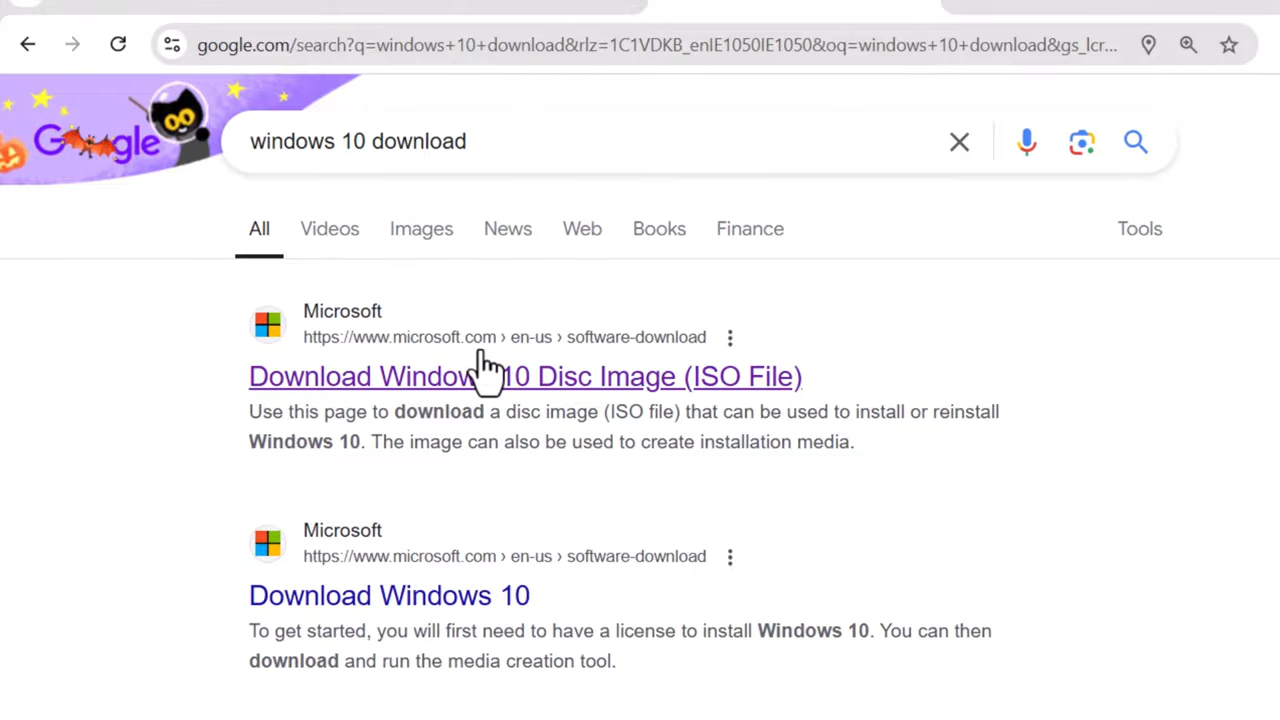 google.com/search?q=windows+10+download&rlz=1C1VDKB_enIE1050IE1050&oq=windows+10+download&gs_lcr...
Google
windows 10 download
All Videos Images News Web Books Finance Tools
Microsoft
https://www.microsoft.com › en-us › software-download
Download Windows 10 Disc Image (ISO File)
Use this page to download a disc image (ISO file) that can be used to install or reinstall
Windows 10. The image can also be used to create installation media.
Microsoft
https://www.microsoft.com › en-us › software-download
Download Windows 10
To get started, you will first need to have a license to install Windows 10. You can then
download and run the media creation tool.